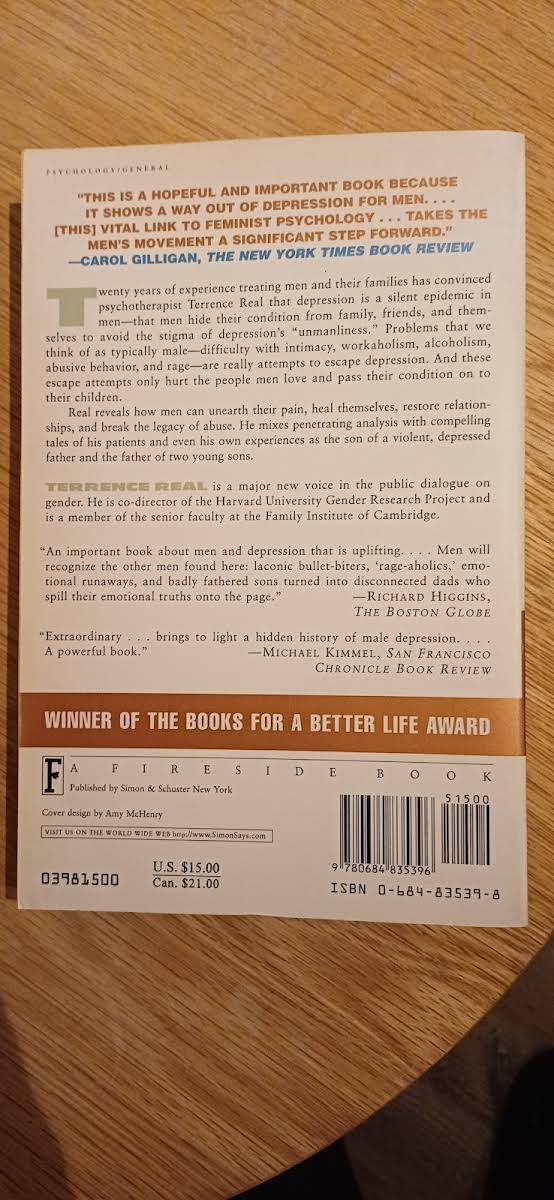 PSYCHOLOGY/GENERAL
"THIS IS A HOPEFUL AND IMPORTANT BOOK BECAUSE
IT SHOWS A WAY OUT OF DEPRESSION FOR MEN. . . .
[THIS] VITAL LINK TO FEMINIST PSYCHOLOGY . . . TAKES THE
MEN'S MOVEMENT A SIGNIFICANT STEP FORWARD."
—CAROL GILLIGAN, THE NEW YORK TIMES BOOK REVIEW
Twenty years of experience treating men and their families has convinced
psychotherapist Terrence Real that depression is a silent epidemic in
men—that men hide their condition from family, friends, and them-
selves to avoid the stigma of depression's "unmanliness." Problems that we
think of as typically male—difficulty with intimacy, workaholism, alcoholism,
abusive behavior, and rage—are really attempts to escape depression. And these
escape attempts only hurt the people men love and pass their condition on to
their children.
Real reveals how men can unearth their pain, heal themselves, restore relation-
ships, and break the legacy of abuse. He mixes penetrating analysis with compelling
tales of his patients and even his own experiences as the son of a violent, depressed
father and the father of two young sons.
TERRENCE REAL is a major new voice in the public dialogue on
gender. He is co-director of the Harvard University Gender Research Project and
is a member of the senior faculty at the Family Institute of Cambridge.
"An important book about men and depression that is uplifting. . . . Men will
recognize the other men found here: laconic bullet-biters, 'rage-aholics,' emo-
tional runaways, and badly fathered sons turned into disconnected dads who
spill their emotional truths onto the page." —RICHARD HIGGINS,
THE BOSTON GLOBE
"Extraordinary . . . brings to light a hidden history of male depression. . . .
A powerful book." —MICHAEL KIMMEL, SAN FRANCISCO
CHRONICLE BOOK REVIEW
WINNER OF THE BOOKS FOR A BETTER LIFE AWARD
F A FIRESIDE BOOK
Published by Simon & Schuster New York
Cover design by Amy McHenry
VISIT US ON THE WORLD WIDE WEB http://www.SimonSays.com
03981500
U.S. $15.00
Can. $21.00
51500
9 780684 835396
ISBN 0-684-83539-8